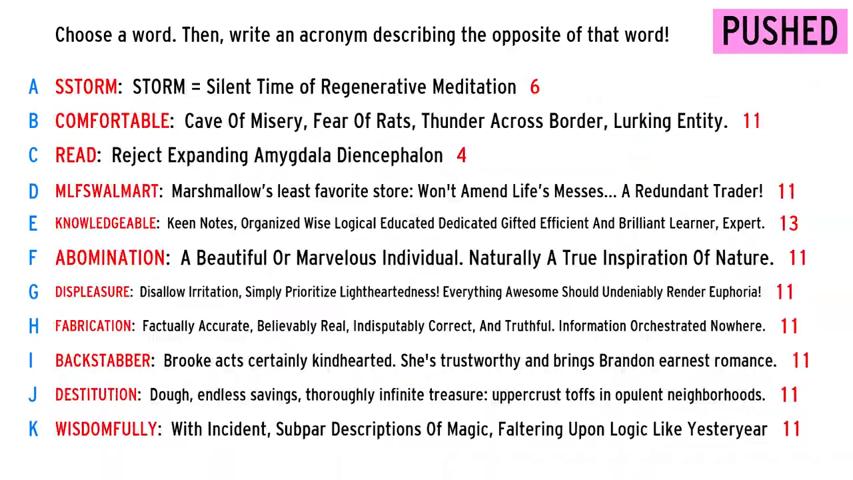 Choose a word. Then, write an acronym describing the opposite of that word!
PUSHED
A SSTORM: STORM = Silent Time of Regenerative Meditation 6
B COMFORTABLE: Cave Of Misery, Fear Of Rats, Thunder Across Border, Lurking Entity. 11
C READ: Reject Expanding Amygdala Diencephalon 4
D MLFSWALMART: Marshmallow's least favorite store: Won't Amend Life's Messes... A Redundant Trader! 11
E KNOWLEDGEABLE: Keen Notes, Organized Wise Logical Educated Dedicated Gifted Efficient And Brilliant Learner, Expert. 13
F ABOMINATION: A Beautiful Or Marvelous Individual. Naturally A True Inspiration Of Nature. 11
G DISPLEASURE: Disallow Irritation, Simply Prioritize Lightheartedness! Everything Awesome Should Undeniably Render Euphoria! 11
H FABRICATION: Factually Accurate, Believably Real, Indisputably Correct, And Truthful. Information Orchestrated Nowhere. 11
I BACKSTABBER: Brooke acts certainly kindhearted. She's trustworthy and brings Brandon earnest romance. 11
J DESTITUTION: Dough, endless savings, thoroughly infinite treasure: uppercrust toffs in opulent neighborhoods. 11
K WISDOMFULLY: With Incident, Subpar Descriptions Of Magic, Faltering Upon Logic Like Yesteryear 11